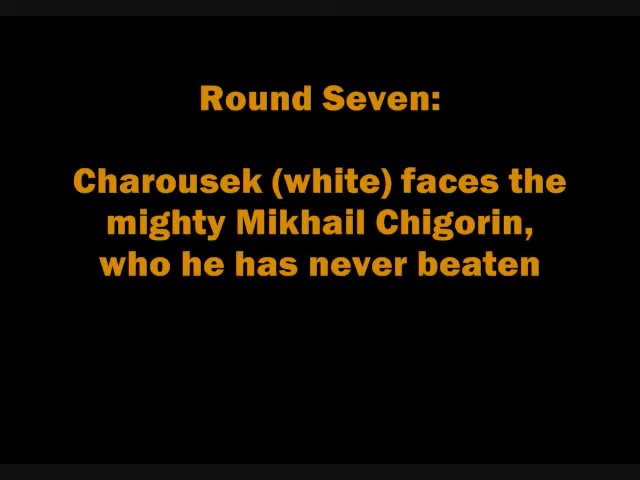 Round Seven:
Charousek (white) faces the
mighty Mikhail Chigorin,
who he has never beaten